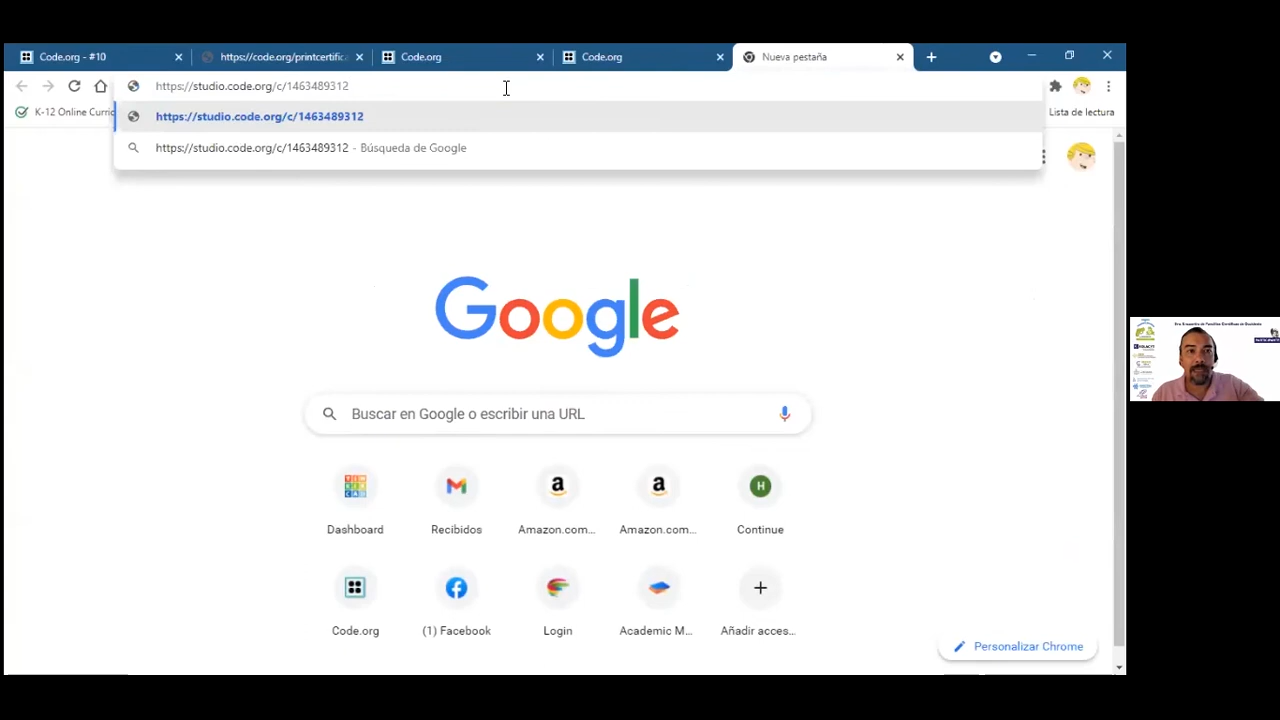 Code.org - #10
https://code.org/printcertific
Code.org
Code.org
Nueva pestaña
https://studio.code.org/c/1463489312
K-12 Online Curric
Lista de lectura
https://studio.code.org/c/1463489312
https://studio.code.org/c/1463489312 - Búsqueda de Google
Google
Buscar en Google o escribir una URL
Dashboard
Recibidos
Amazon.com...
Amazon.com...
H
Continue
Code.org
(1) Facebook
Login
Academic M...
Añadir acces...
Personalizar Chrome